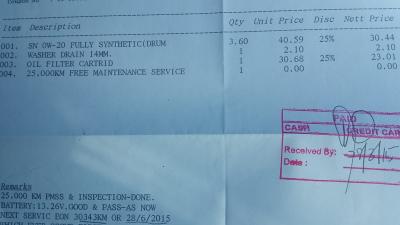 Item Description Qty Unit Price Disc Nett Price
001. SN 0W-20 FULLY SYNTHETIC(DRUM 3.60 40.59 25% 30.44
002. WASHER DRAIN 14MM. 1 2.10 2.10
003. OIL FILTER CARTRID 1 30.68 25% 23.01
004. 25.000KM FREE MAINTENANCE SERVICE 1 0.00 0.00
PAID
CASH CREDIT CAR
Received By:
Date :
Remarks
25.000 KM PMSS & INSPECTION-DONE.
BATTERY:13.26V.GOOD & PASS-AS NOW
NEXT SERVIC EON 30343KM OR 28/6/2015